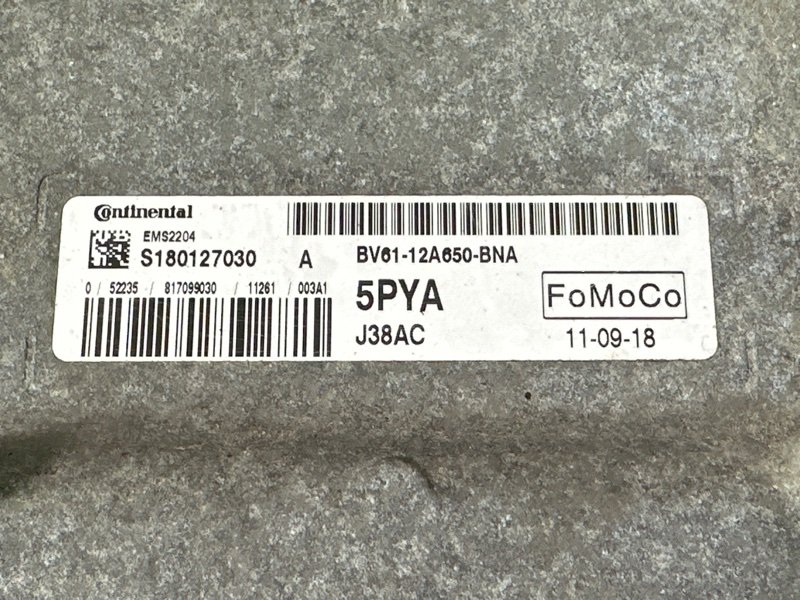 Continental
EMS2204
S180127030 A BV61-12A650-BNA
0 / 52235 / 817099030 / 11261 / 003A1
5PYA FoMoCo
J38AC 11-09-18